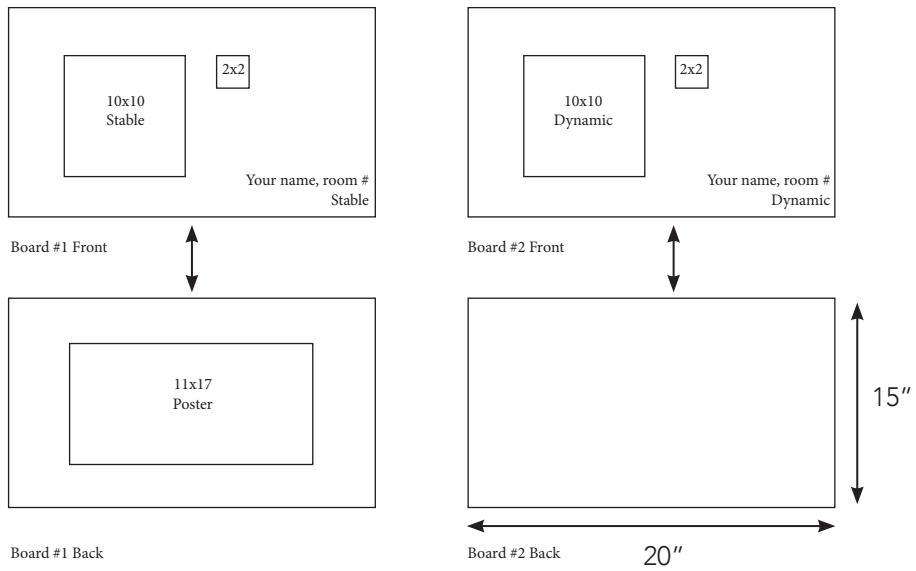 10x10
Stable
2x2
Your name, room #
Stable
Board #1 Front
10x10
Dynamic
2x2
Your name, room #
Dynamic
Board #2 Front
11x17
Poster
Board #1 Back
15”
Board #2 Back
20”